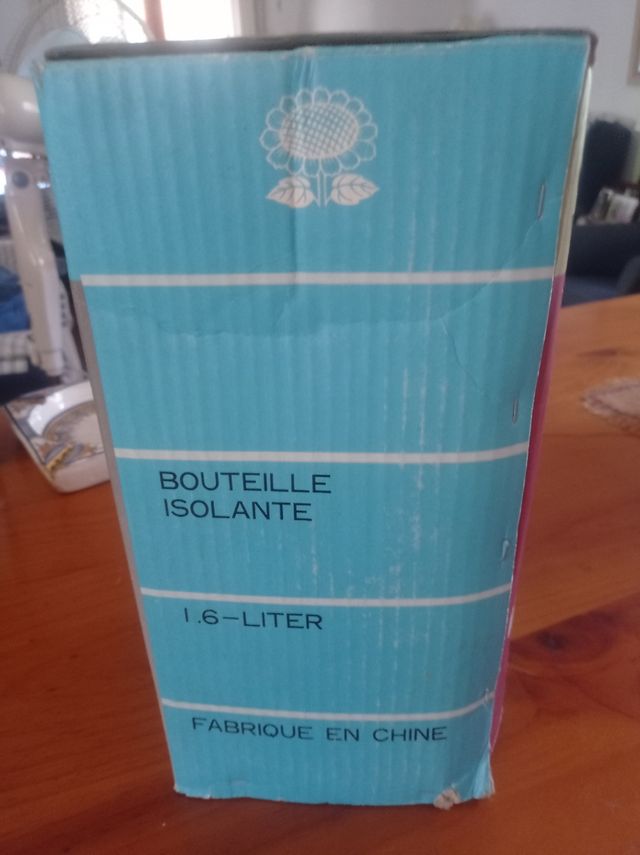 BOUTEILLE
ISOLANTE
1.6-LITER
FABRIQUE EN CHINE